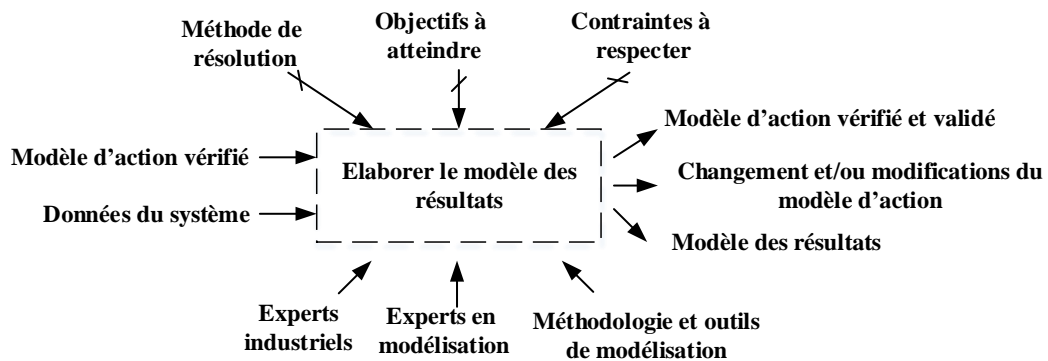 Méthode de
résolution
Objectifs à
atteindre
Contraintes à
respecter
Modèle d'action vérifié
Données du système
Elaborer le modèle des
résultats
Modèle d'action vérifié et validé
Changement et/ou modifications du
modèle d'action
Modèle des résultats
Experts
industriels
Experts en
modélisation
Méthodologie et outils
de modélisation